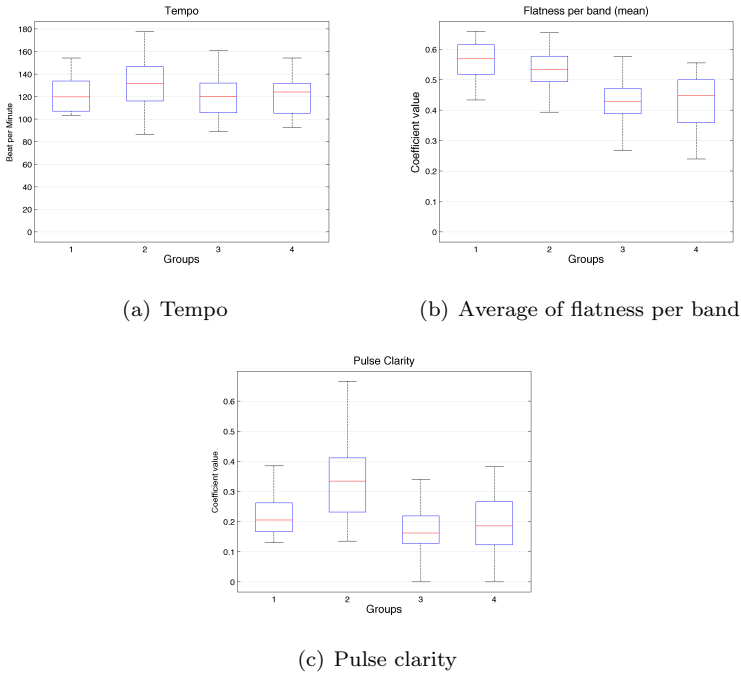 Tempo
180
160
140
120
100
80
60
40
20
0
Beat per Minute
1 2 3 4
Groups
(a) Tempo
Flatness per band (mean)
0.6
0.5
0.4
0.3
0.2
0.1
0
Coefficient value
1 2 3 4
Groups
(b) Average of flatness per band
Pulse Clarity
0.6
0.5
0.4
0.3
0.2
0.1
0
Coefficient value
1 2 3 4
Groups
(c) Pulse clarity